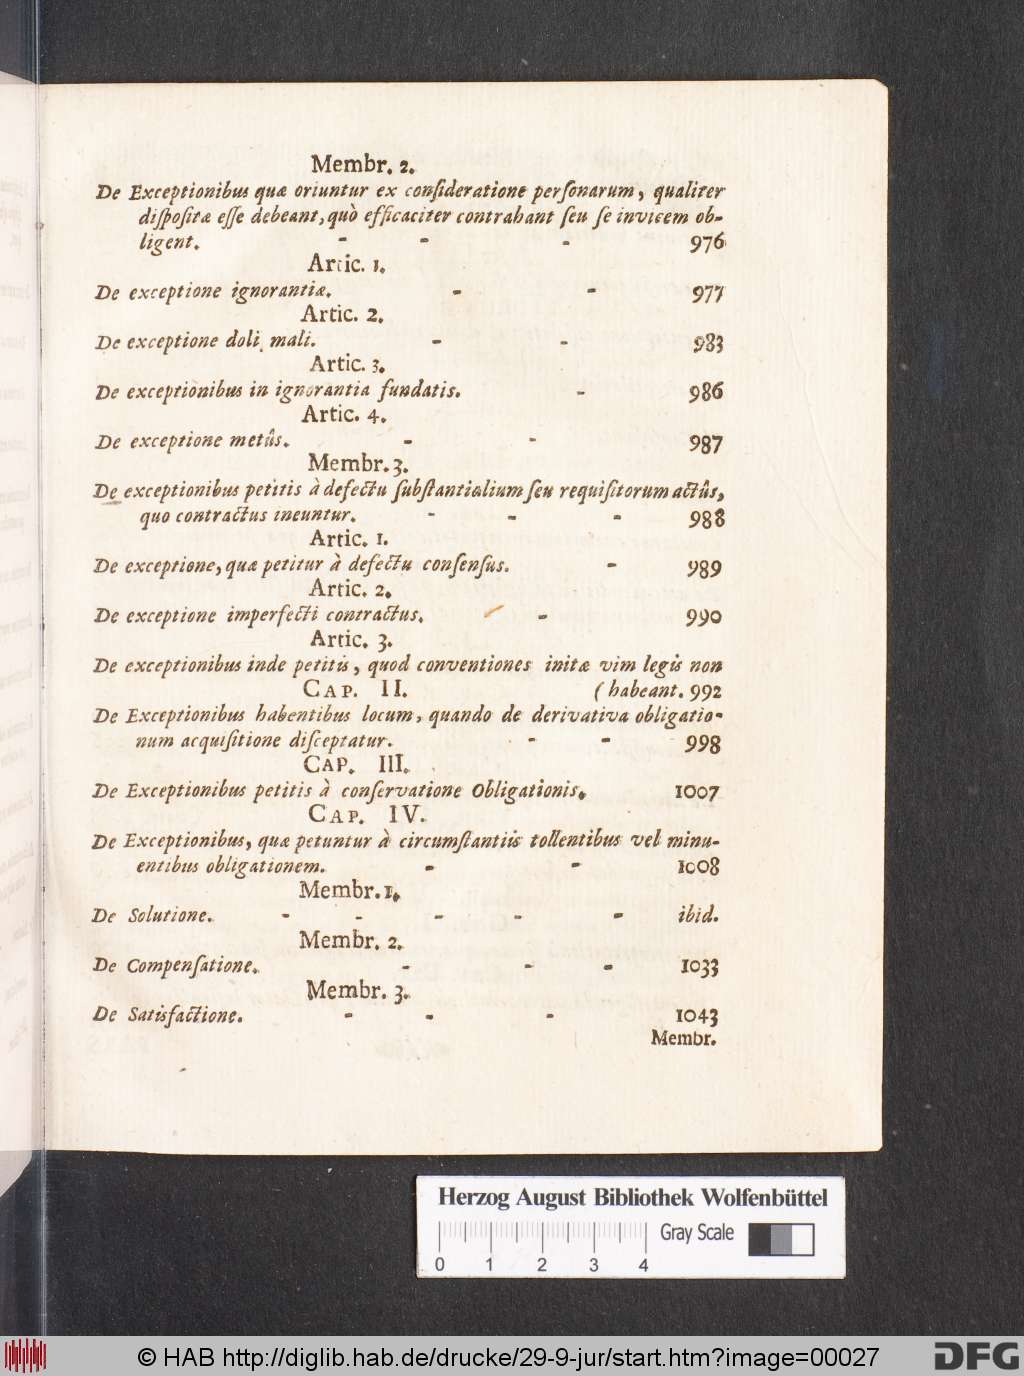 Membr. 2.
De Exceptionibus quæ oriuntur ex conſideratione perſonarum, qualiter
diſpoſitæ eſſe debeant, quò efficaciter contrahant ſeu ſe invicem ob-
ligent. - - - 976
Artic. 1.
De exceptione ignorantiæ. - - 977
Artic. 2.
De exceptione doli mali. - - 983
Artic. 3.
De exceptionibus in ignorantia fundatis. - 986
Artic. 4.
De exceptione metûs. - - 987
Membr. 3.
De exceptionibus petitis à defectu ſubſtantialium ſeu requiſitorum actûs,
quo contractus ineuntur. - - - 988
Artic. 1.
De exceptione, quæ petitur à defectu conſenſus. - 989
Artic. 2.
De exceptione imperfecti contractus. - 990
Artic. 3.
De exceptionibus inde petitis, quod conventiones initæ vim legis non
CAP. II. (habeant. 992
De Exceptionibus habentibus locum, quando de derivativa obligatio-
num acquiſitione diſceptatur. - - 998
CAP. III.
De Exceptionibus petitis à conſervatione Obligationis. 1007
CAP. IV.
De Exceptionibus, quæ petuntur à circumſtantiis tollentibus vel minu-
entibus obligationem. - - 1008
Membr. 1.
De Solutione. - - - - - ibid.
Membr. 2.
De Compenſatione. - - - 1033
Membr. 3.
De Satisfactione. - - - 1043
Membr.
Herzog August Bibliothek Wolfenbüttel
Gray Scale
0 1 2 3 4
© HAB http://diglib.hab.de/drucke/29-9-jur/start.htm?image=00027
DFG